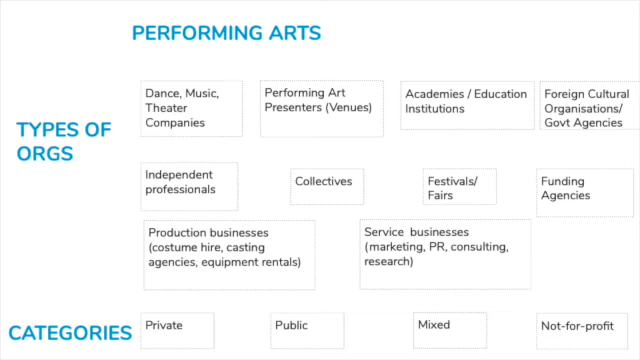 PERFORMING ARTS
TYPES OF
ORGS
Dance, Music,
Theater
Companies
Performing Art
Presenters (Venues)
Academies / Education
Institutions
Foreign Cultural
Organisations/
Govt Agencies
Independent
professionals
Collectives
Festivals/
Fairs
Funding
Agencies
Production businesses
(costume hire, casting
agencies, equipment rentals)
Service businesses
(marketing, PR, consulting,
research)
CATEGORIES
Private
Public
Mixed
Not-for-profit